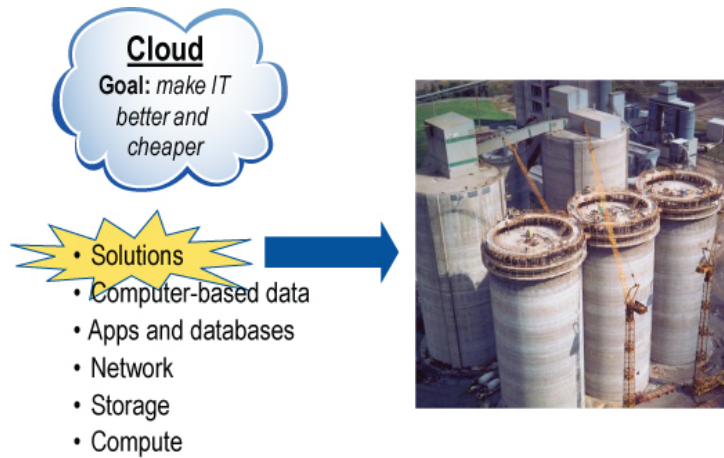 Cloud
Goal: make IT
better and
cheaper
• Solutions
• Computer-based data
• Apps and databases
• Network
• Storage
• Compute